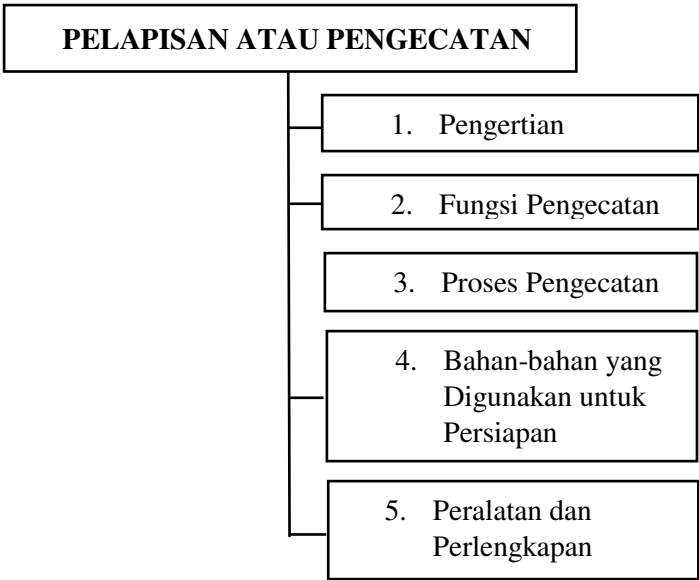 PELAPISAN ATAU PENGECATAN
1. Pengertian
2. Fungsi Pengecatan
3. Proses Pengecatan
4. Bahan-bahan yang
Digunakan untuk
Persiapan
5. Peralatan dan
Perlengkapan